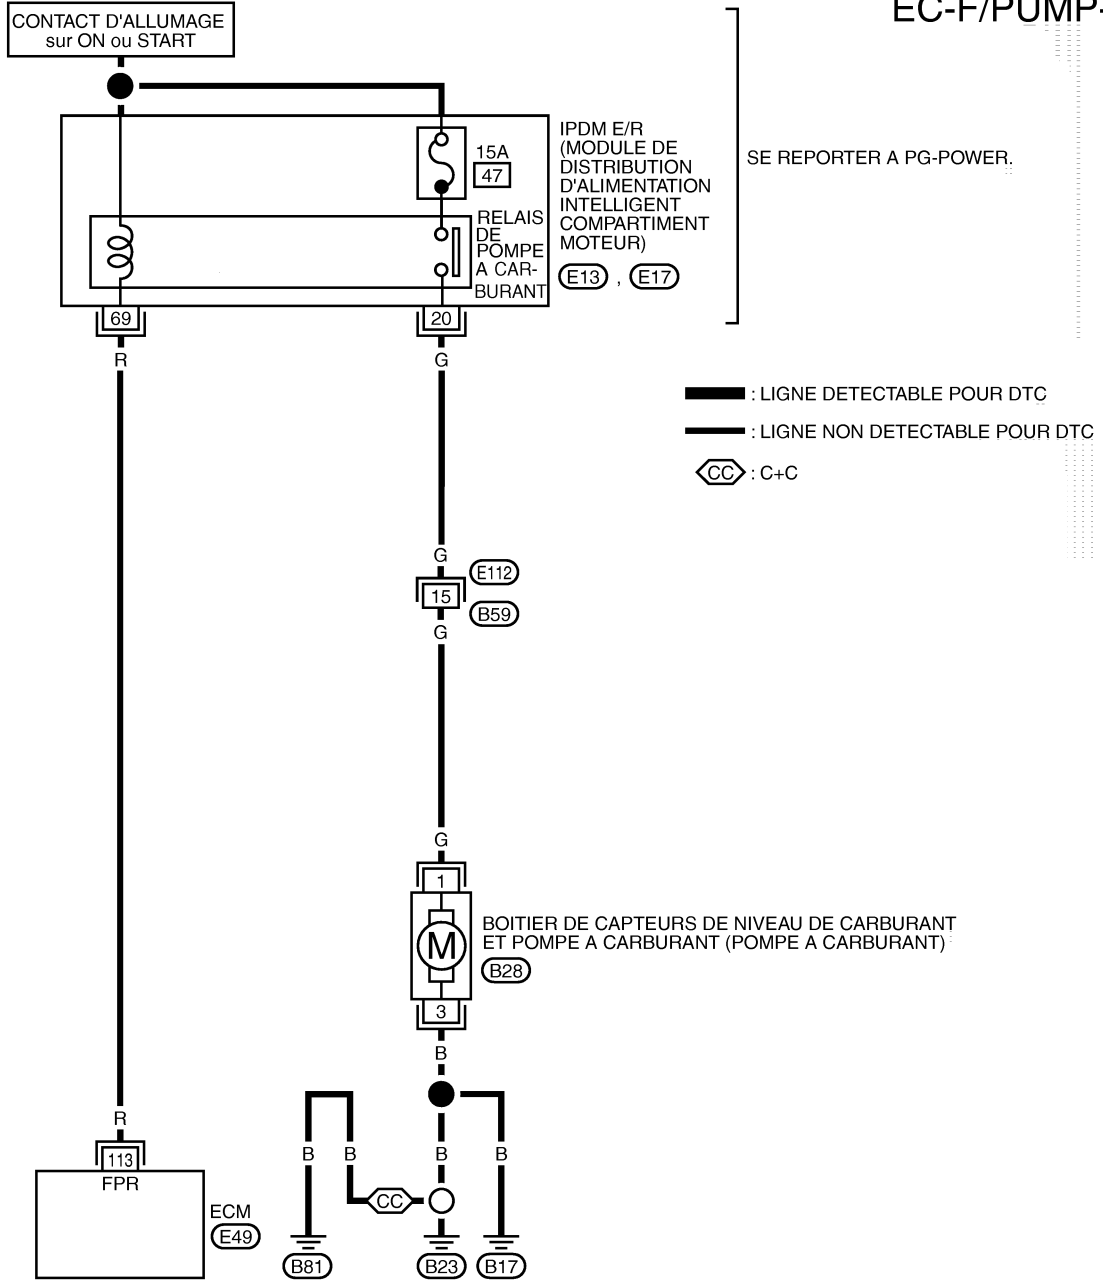 EC-F/PUMP-
CONTACT D'ALLUMAGE
sur ON ou START
15A
47
IPDM E/R
(MODULE DE
DISTRIBUTION
D'ALIMENTATION
INTELLIGENT
COMPARTIMENT
MOTEUR)
E13 , E17
SE REPORTER A PG-POWER.
RELAIS
DE
POMPE
A CAR-
BURANT
69
20
R
G
: LIGNE DETECTABLE POUR DTC
: LIGNE NON DETECTABLE POUR DTC
CC : C+C
G
E112
15
B59
G
G
1
M
BOITIER DE CAPTEURS DE NIVEAU DE CARBURANT
ET POMPE A CARBURANT (POMPE A CARBURANT)
B28
3
B
R
B B B B
113
FPR
CC
ECM
E49
B81 B23 B17